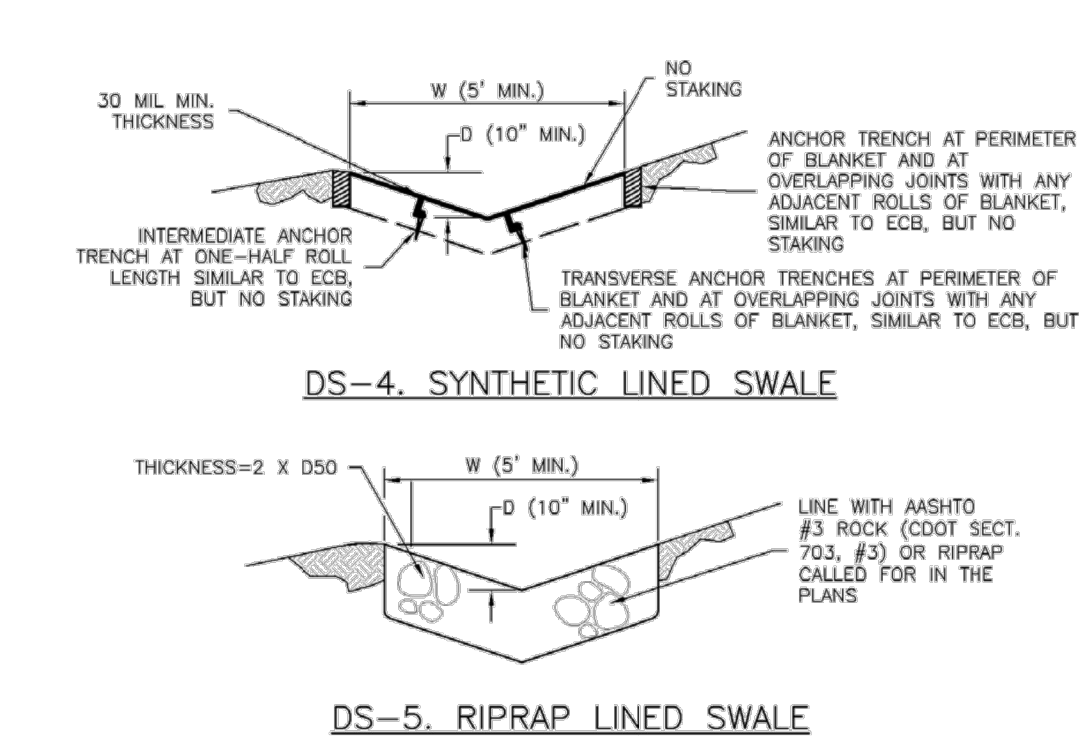 NO
STAKING
W (5' MIN.)
30 MIL MIN.
THICKNESS
D (10" MIN.)
ANCHOR TRENCH AT PERIMETER
OF BLANKET AND AT
OVERLAPPING JOINTS WITH ANY
ADJACENT ROLLS OF BLANKET,
SIMILAR TO ECB, BUT NO
STAKING
INTERMEDIATE ANCHOR
TRENCH AT ONE-HALF ROLL
LENGTH SIMILAR TO ECB,
BUT NO STAKING
TRANSVERSE ANCHOR TRENCHES AT PERIMETER OF
BLANKET AND AT OVERLAPPING JOINTS WITH ANY
ADJACENT ROLLS OF BLANKET, SIMILAR TO ECB, BUT
NO STAKING
DS-4. SYNTHETIC LINED SWALE
THICKNESS=2 X D50
W (5' MIN.)
D (10" MIN.)
LINE WITH AASHTO
#3 ROCK (CDOT SECT.
703, #3) OR RIPRAP
CALLED FOR IN THE
PLANS
DS-5. RIPRAP LINED SWALE